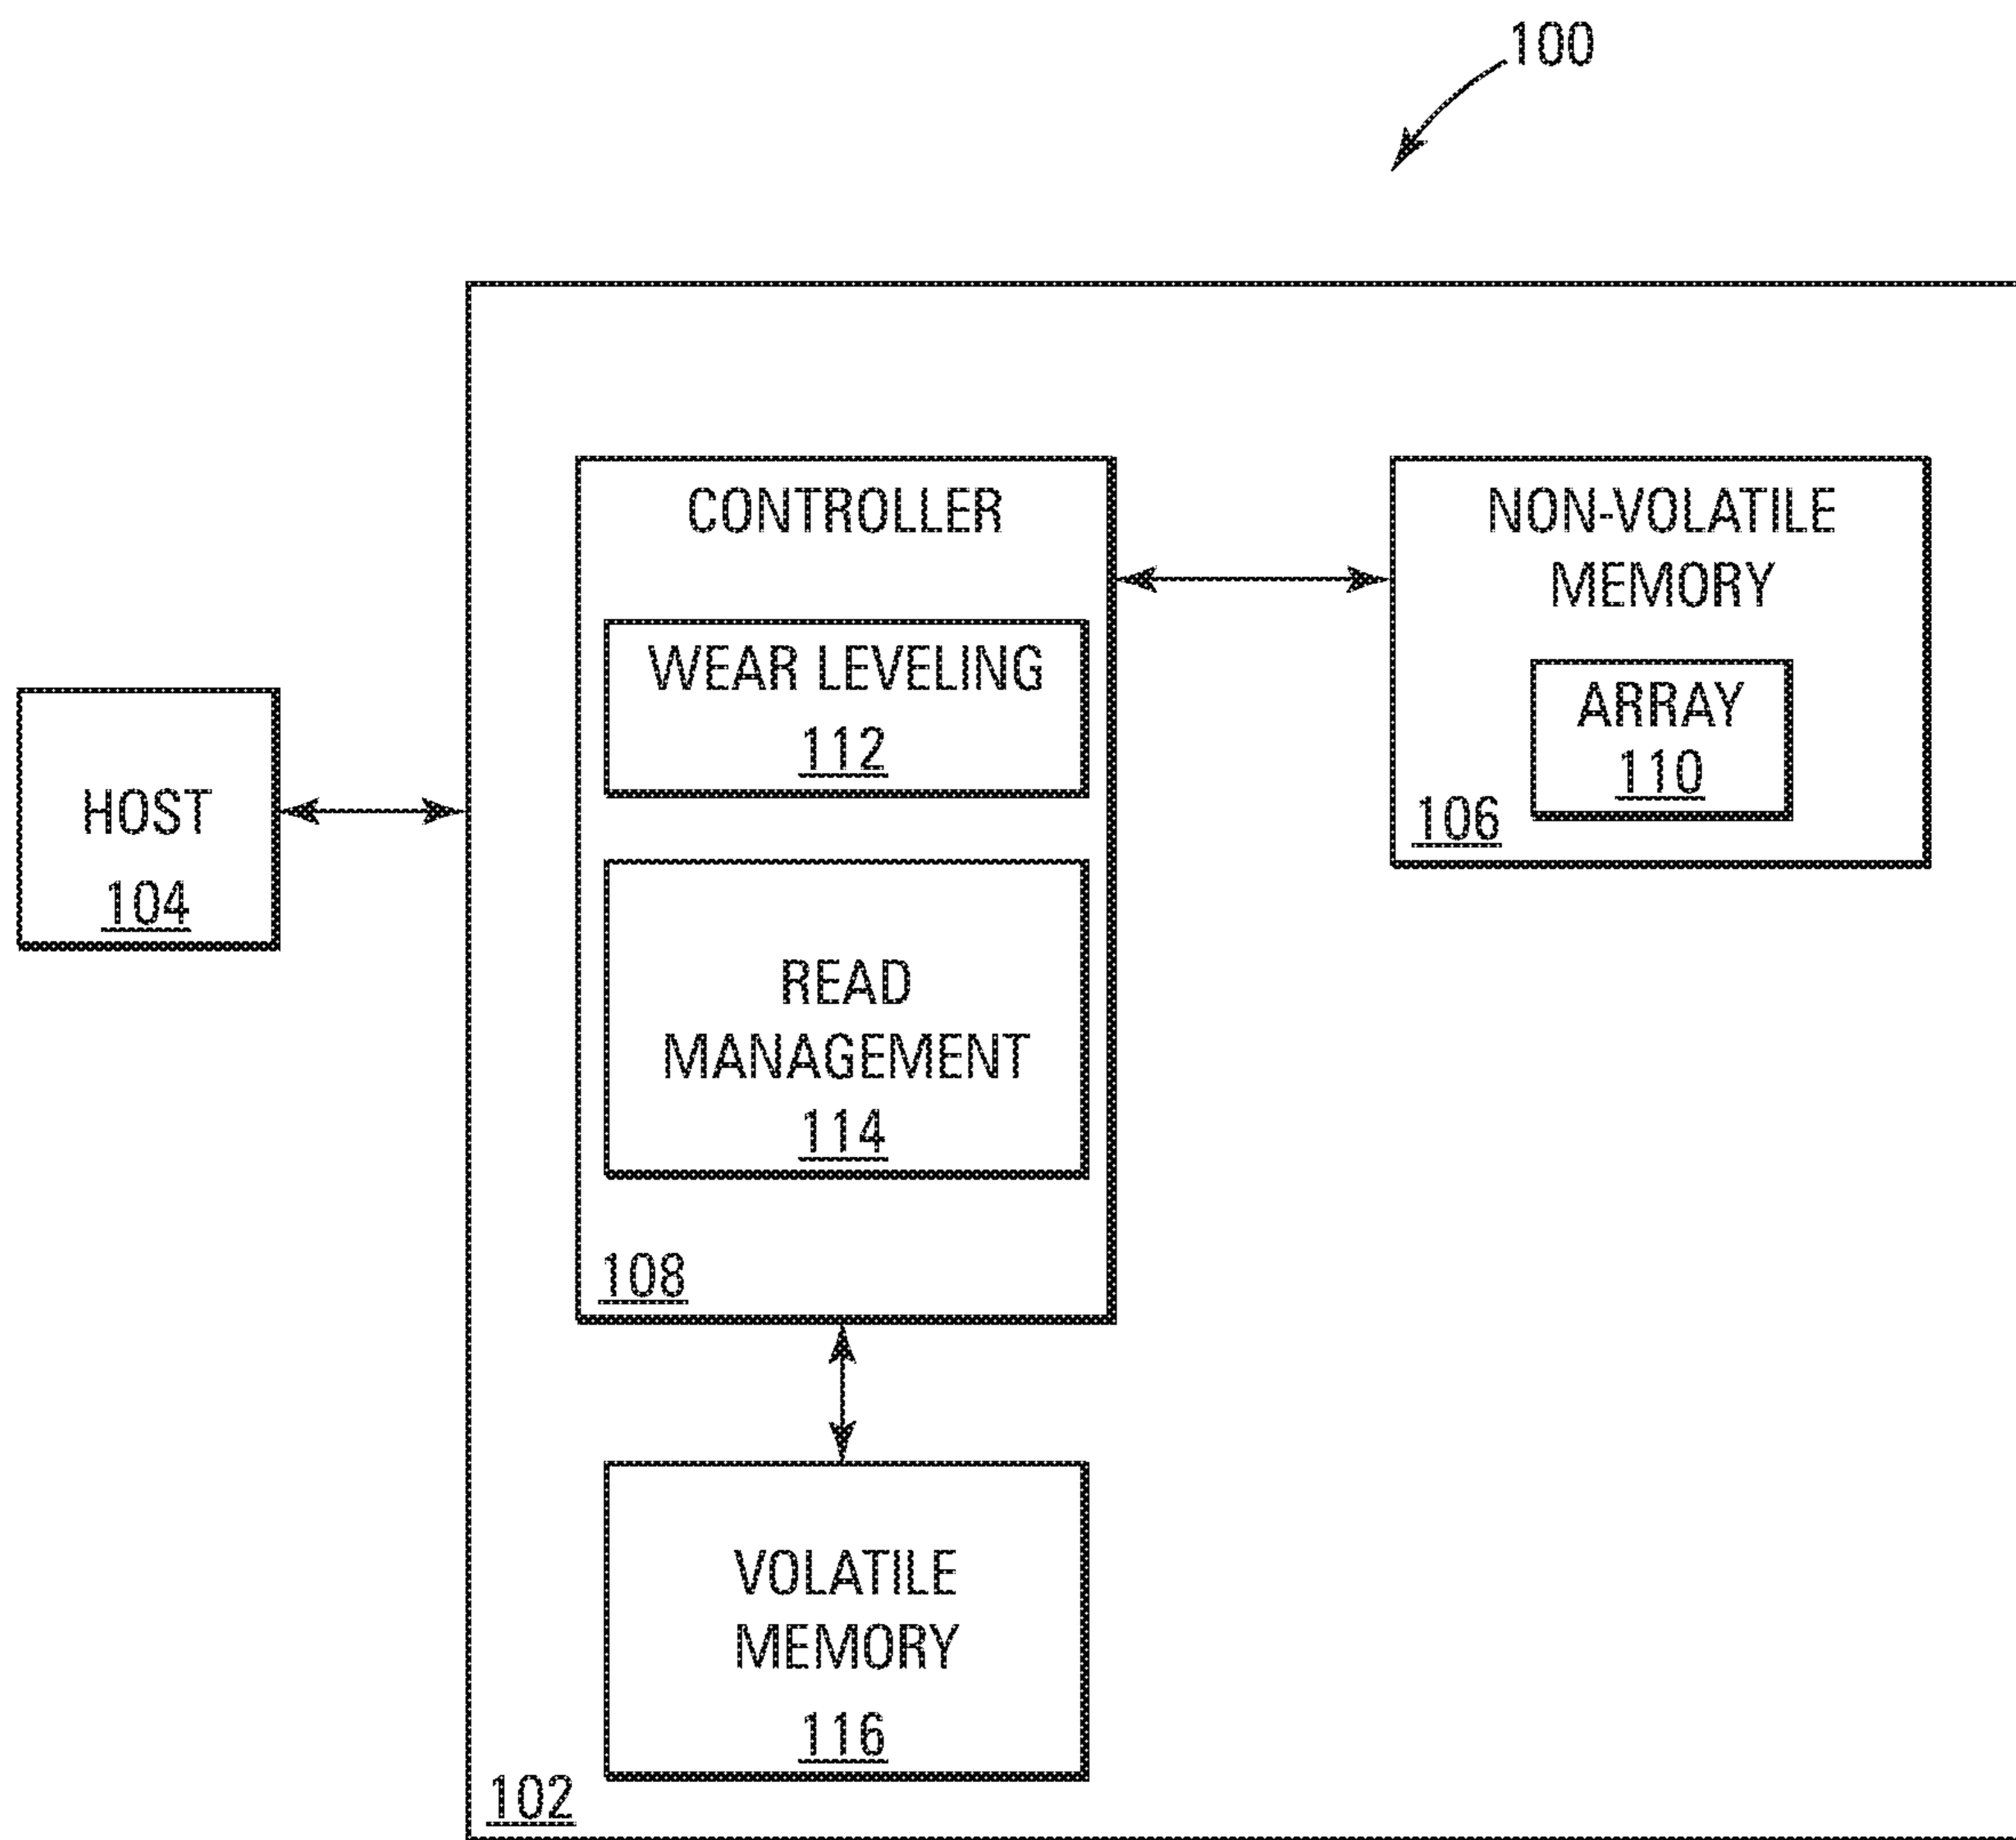 100
CONTROLLER
WEAR LEVELING
112
READ
MANAGEMENT
114
108
NON-VOLATILE
MEMORY
ARRAY
110
106
HOST
104
VOLATILE
MEMORY
116
102